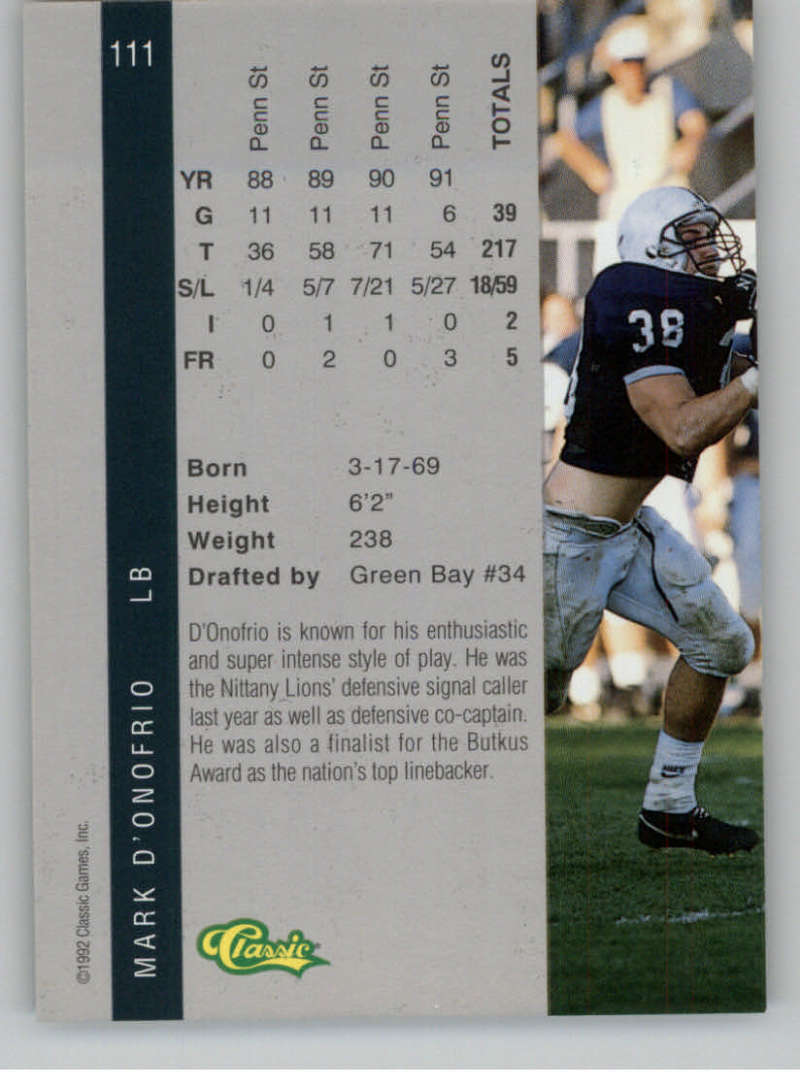 111
Penn St Penn St Penn St Penn St TOTALS
YR 88 89 90 91
G 11 11 11 6 39
T 36 58 71 54 217
S/L 1/4 5/7 7/21 5/27 18/59
I 0 1 1 0 2
FR 0 2 0 3 5
Born 3-17-69
Height 6'2"
Weight 238
Drafted by Green Bay #34
D'Onofrio is known for his enthusiastic
and super intense style of play. He was
the Nittany Lions' defensive signal caller
last year as well as defensive co-captain.
He was also a finalist for the Butkus
Award as the nation's top linebacker.
MARK D'ONOFRIO LB
©1992 Classic Games, Inc.
Classic
38
NIKE